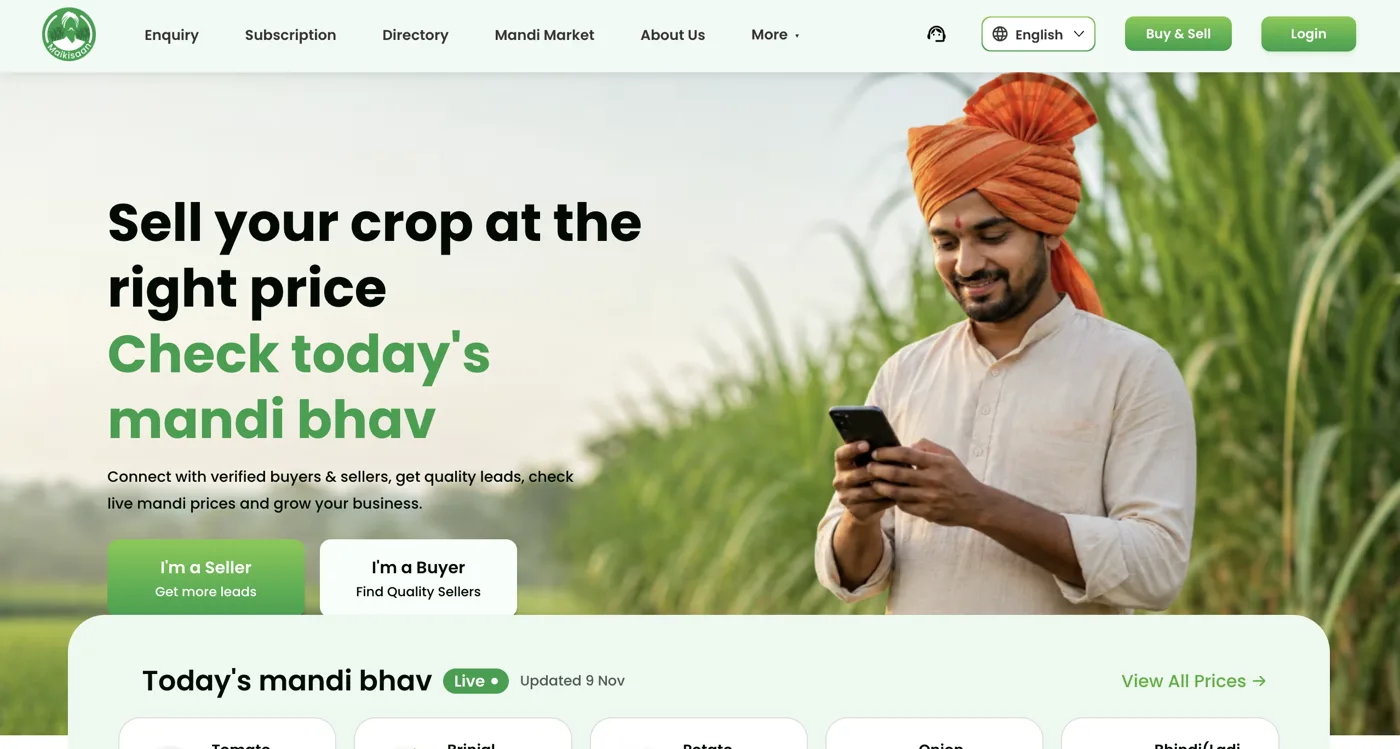 Maikisaan
Enquiry
Subscription
Directory
Mandi Market
About Us
More
English
Buy & Sell
Login
Sell your crop at the
right price
Check today's
mandi bhav
Connect with verified buyers & sellers, get quality leads, check
live mandi prices and grow your business.
I'm a Seller
Get more leads
I'm a Buyer
Find Quality Sellers
Today's mandi bhav
Live
Updated 9 Nov
View All Prices →
Tomato
Brinjal
Potato
Onion
Bhindi(Ladi